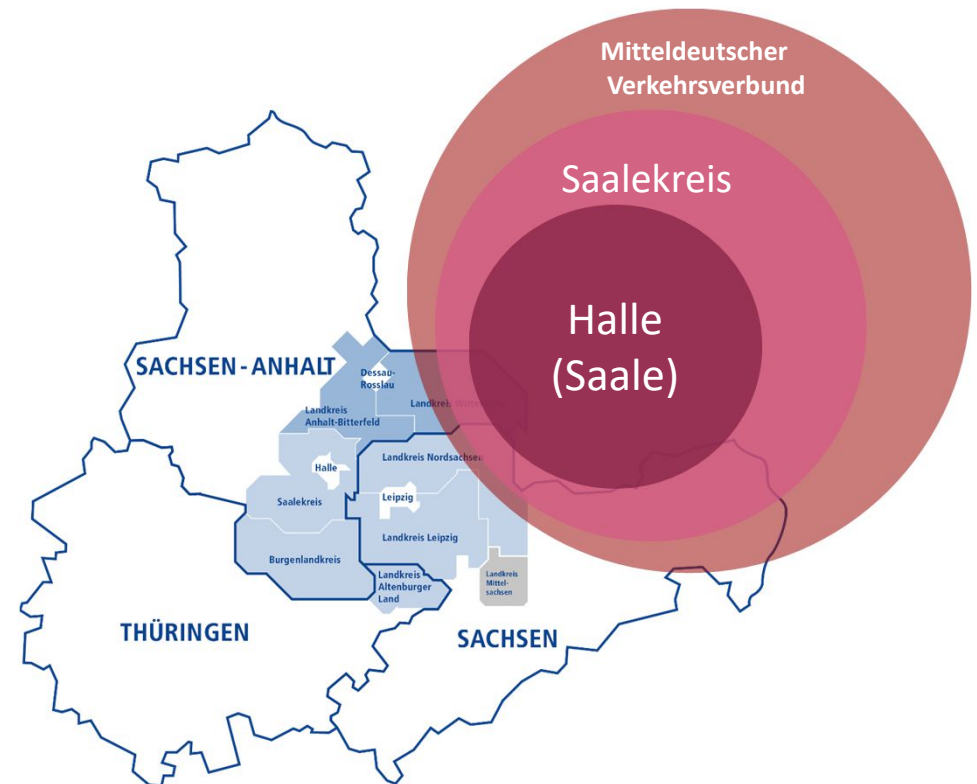 Mitteldeutscher
Verkehrsverbund
Saalekreis
Halle
(Saale)
SACHSEN-ANHALT
Dessau-
Rosslau
Landkreis
Landkreis
Anhalt-Bitterfeld
Halle
Landkreis Nordsachsen
Leipzig
Saalekreis
Landkreis Leipzig
Burgenlandkreis
Landkreis
Altenburger
Land
Landkreis
Mittel-
sachsen
THÜRINGEN
SACHSEN